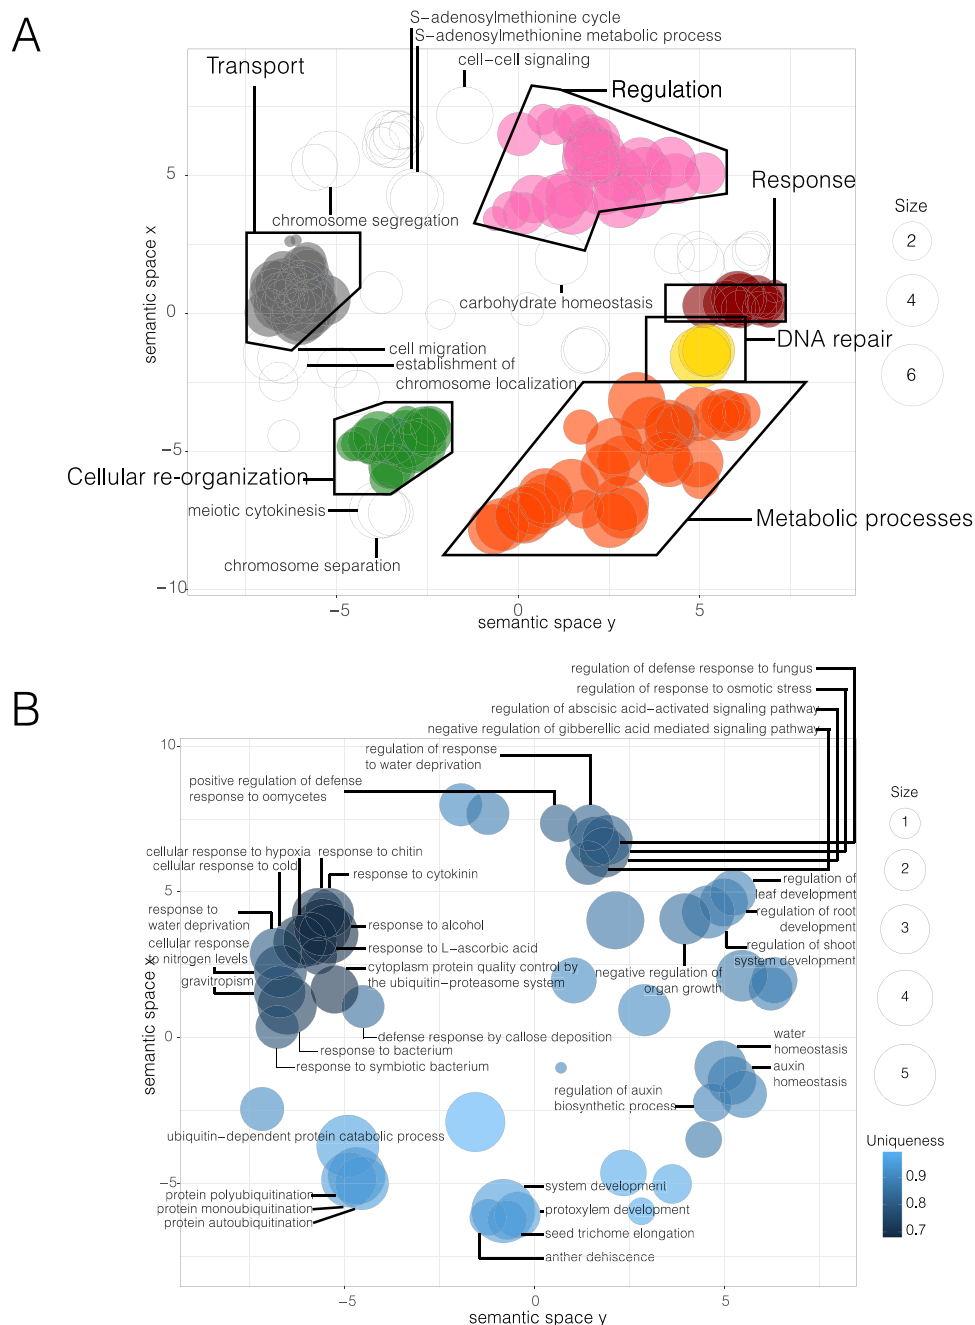 A
S−adenosylmethionine cycle
S−adenosylmethionine metabolic process
cell−cell signaling
Transport
Regulation
Response
Size
2
4
6
5
0
−5
−10
semantic space x
chromosome segregation
carbohydrate homeostasis
cell migration
establishment of
chromosome localization
DNA repair
Cellular re-organization
meiotic cytokinesis
chromosome separation
Metabolic processes
−5
0
5
semantic space y
B
regulation of defense response to fungus
regulation of response to osmotic stress
regulation of abscisic acid−activated signaling pathway
negative regulation of gibberellic acid mediated signaling pathway
regulation of response
to water deprivation
positive regulation of defense
response to oomycetes
10
5
0
−5
semantic space x
cellular response to hypoxia
response to chitin
cellular response to cold
response to cytokinin
response to
water deprivation
response to alcohol
cellular response
to nitrogen levels
response to L−ascorbic acid
gravitropism
cytoplasm protein quality control by
the ubiquitin−proteasome system
defense response by callose deposition
response to bacterium
response to symbiotic bacterium
regulation of
leaf development
regulation of root
development
regulation of shoot
system development
negative regulation of
organ growth
water
homeostasis
auxin
homeostasis
regulation of auxin
biosynthetic process
ubiquitin−dependent protein catabolic process
protein polyubiquitination
protein monoubiquitination
protein autoubiquitination
system development
protoxylem development
seed trichome elongation
anther dehiscence
−5
0
5
semantic space y
Size
1
2
3
4
5
Uniqueness
0.9
0.8
0.7